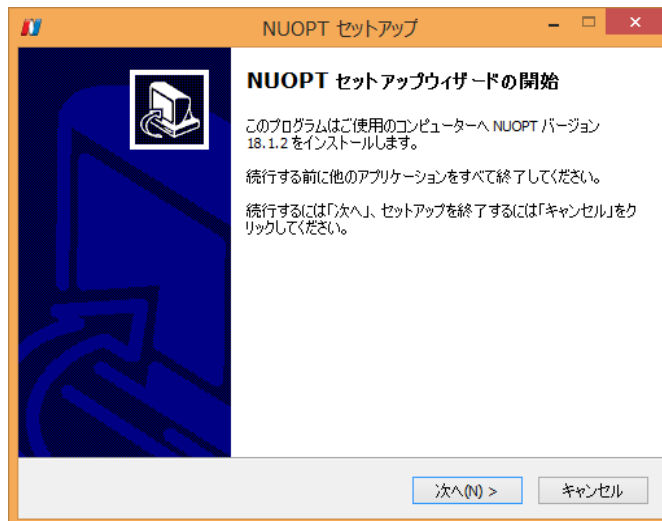 NUOPT セットアップ
NUOPT セットアップウィザードの開始
このプログラムはご使用のコンピューターへ NUOPT バージョン
18.1.2 をインストールします。
続行する前に他のアプリケーションをすべて終了してください。
続行するには「次へ」、セットアップを終了するには「キャンセル」をク
リックしてください。
次へ(N) >
キャンセル